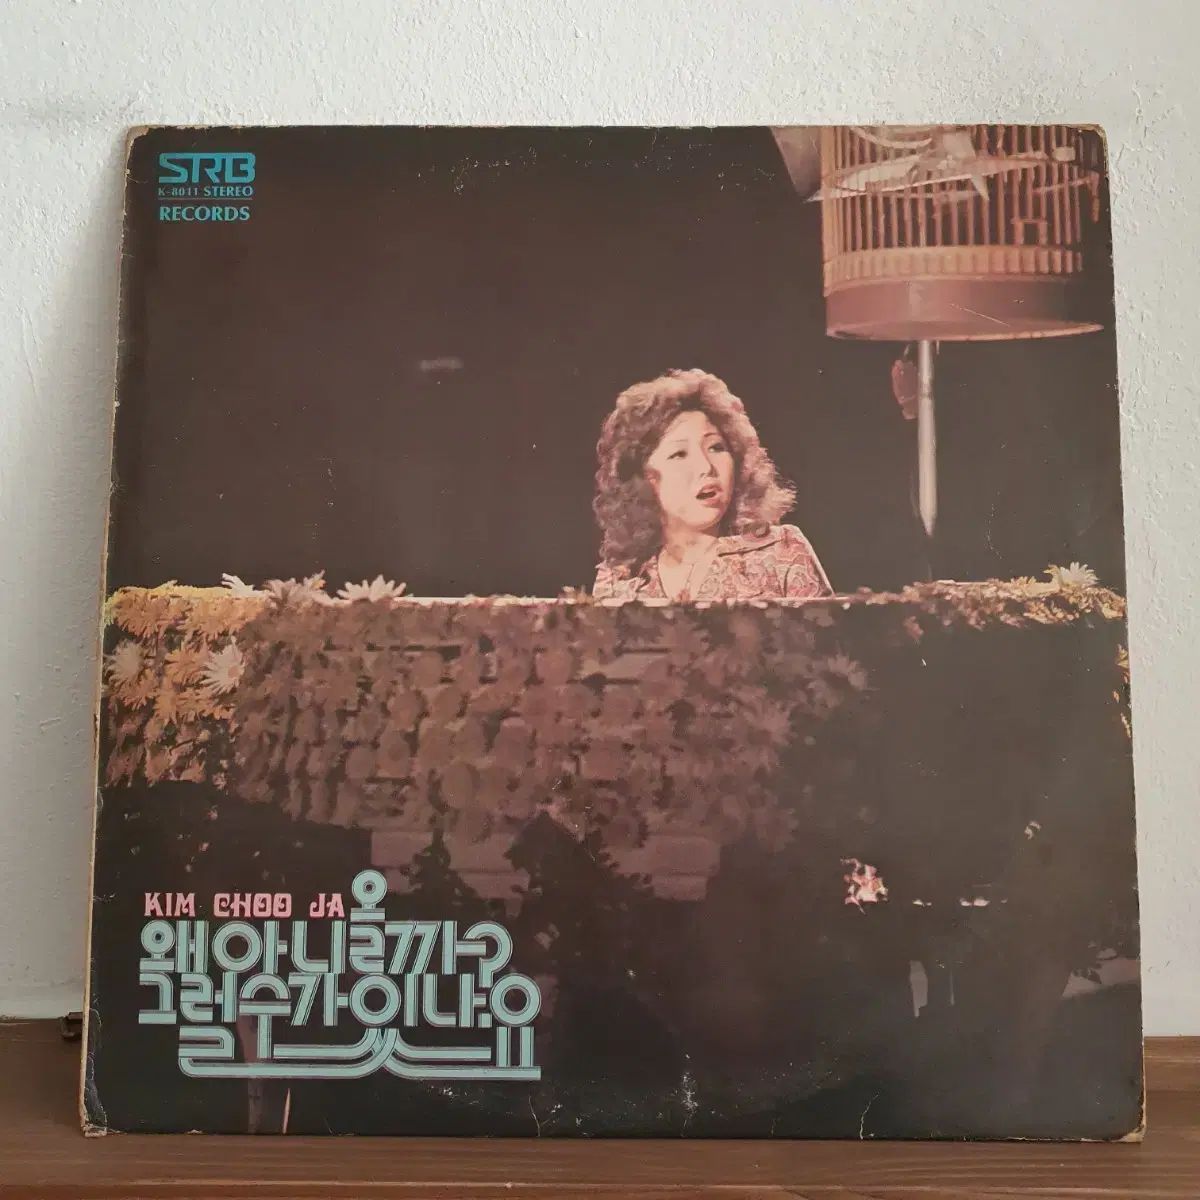 SRB
K-8011 STEREO
RECORDS
KIM CHOO JA
왜 아니 올까?
그럴수가 있나요